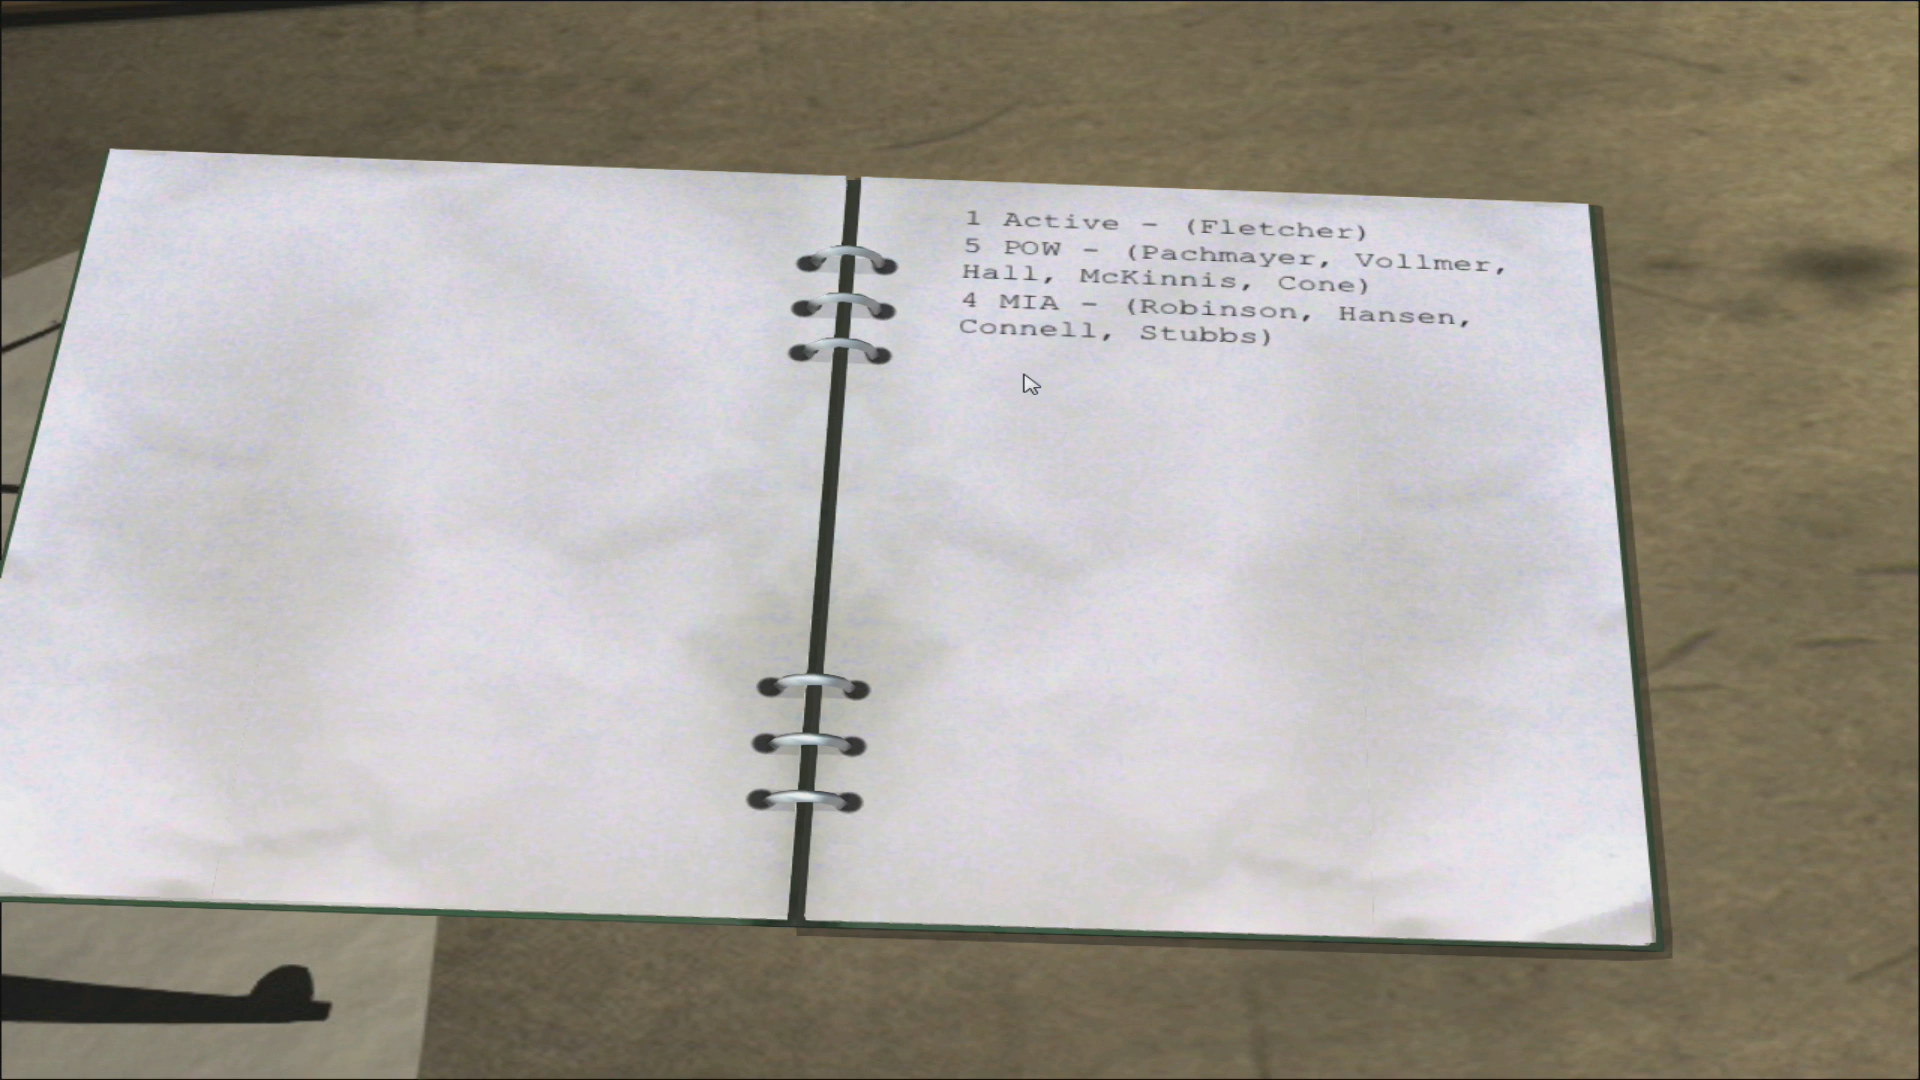 1 Active - (Fletcher)
5 POW - (Pachmayer, Vollmer,
Hall, McKinnis, Cone)
4 MIA - (Robinson, Hansen,
Connell, Stubbs)